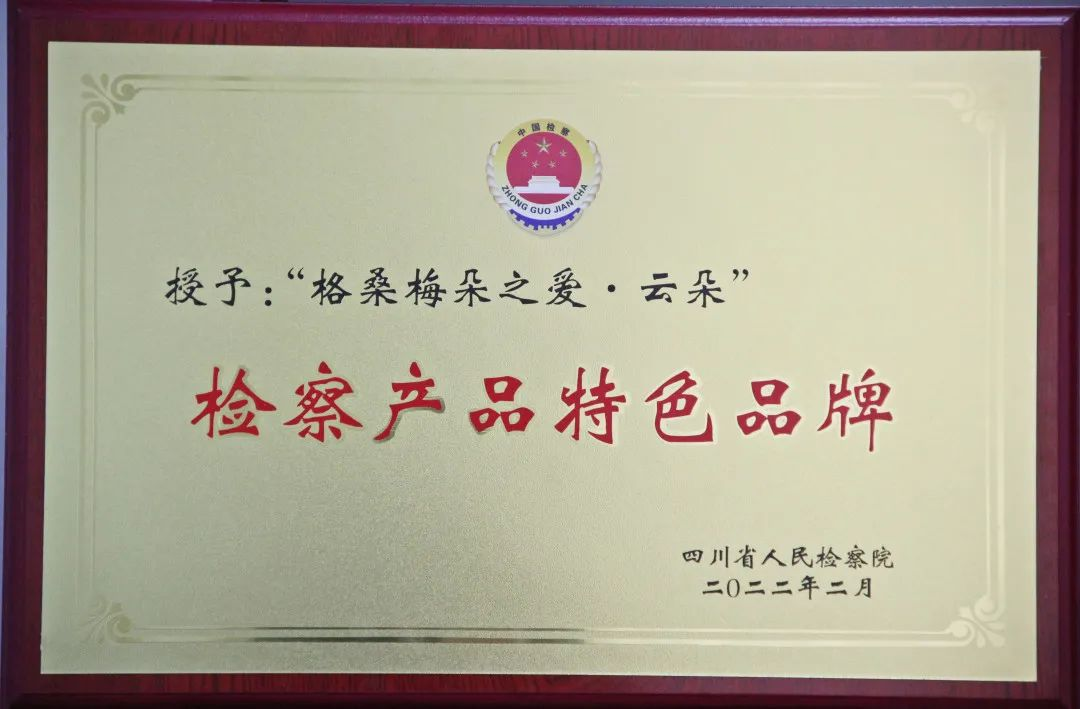 中国检察
ZHONG GUO JIAN CHA
授予：“格桑梅朵之爱·云朵”
检察产品特色品牌
四川省人民检察院
二〇二二年二月